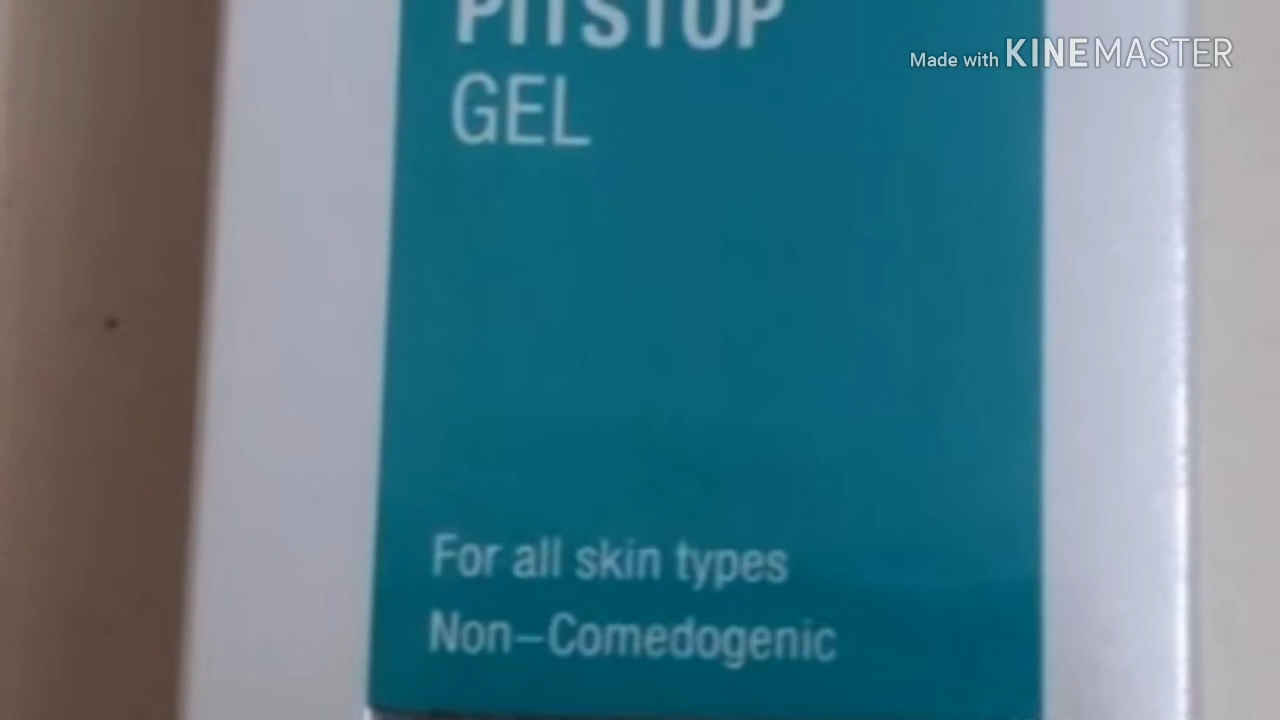 PITSTOP
GEL
Made with KINEMASTER
For all skin types
Non-Comedogenic